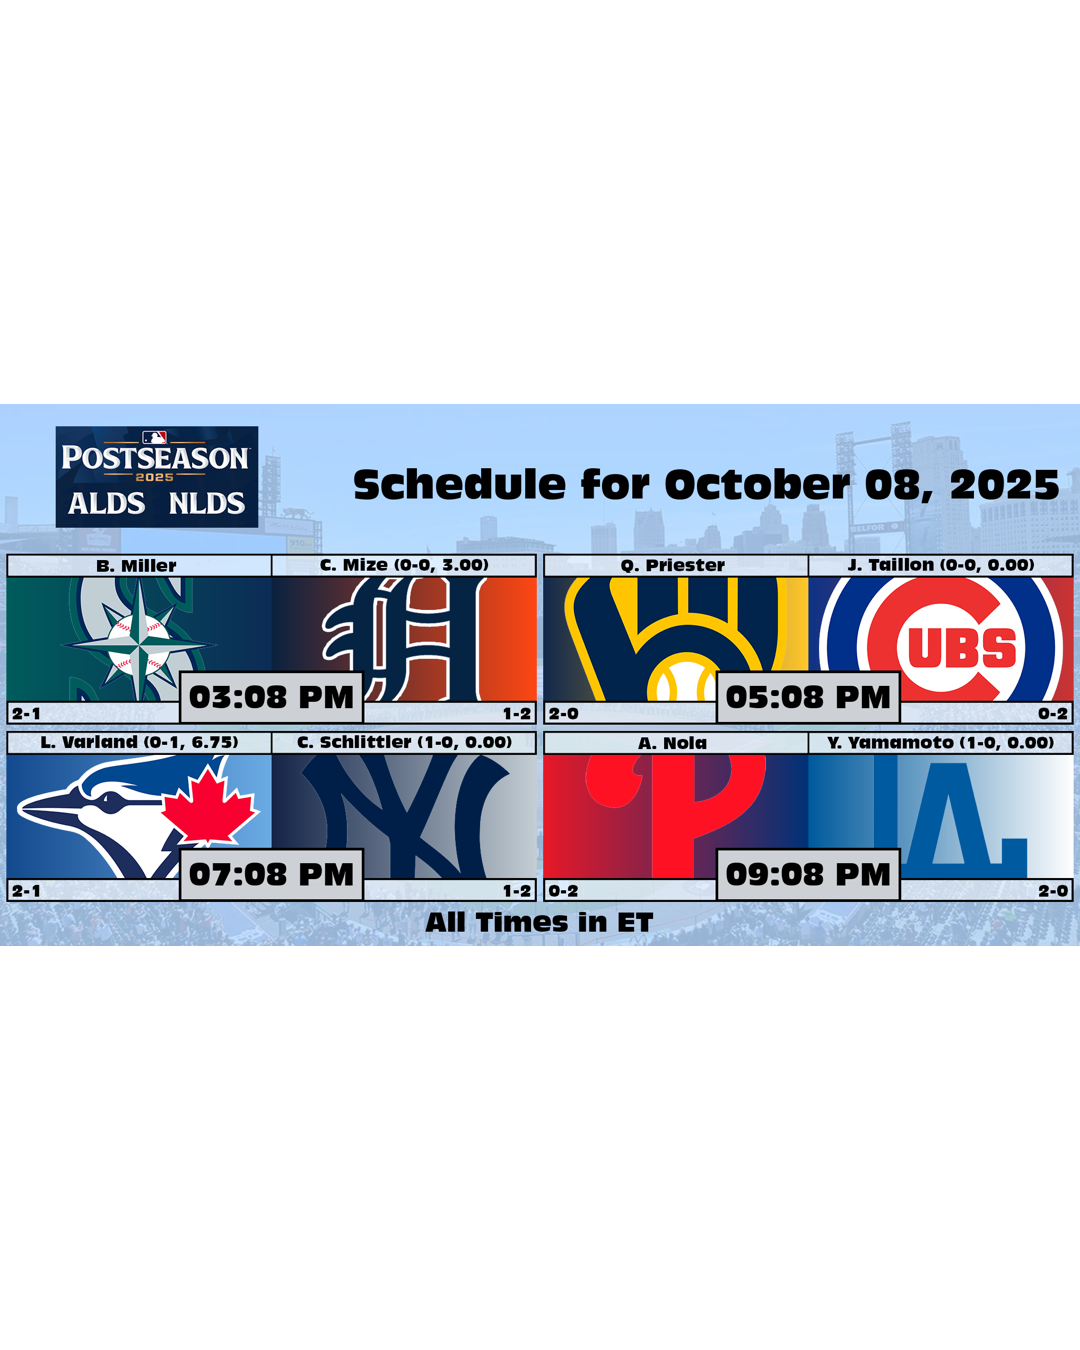 POSTSEASON
2025
ALDS NLDS
Schedule for October 08, 2025
B. Miller
C. Mize (0-0, 3.00)
03:08 PM
2-1
1-2
Q. Priester
J. Taillon (0-0, 0.00)
UBS
05:08 PM
2-0
0-2
L. Varland (0-1, 6.75)
C. Schlittler (1-0, 0.00)
07:08 PM
2-1
1-2
A. Nola
Y. Yamamoto (1-0, 0.00)
09:08 PM
0-2
2-0
All Times in ET
BELFOR